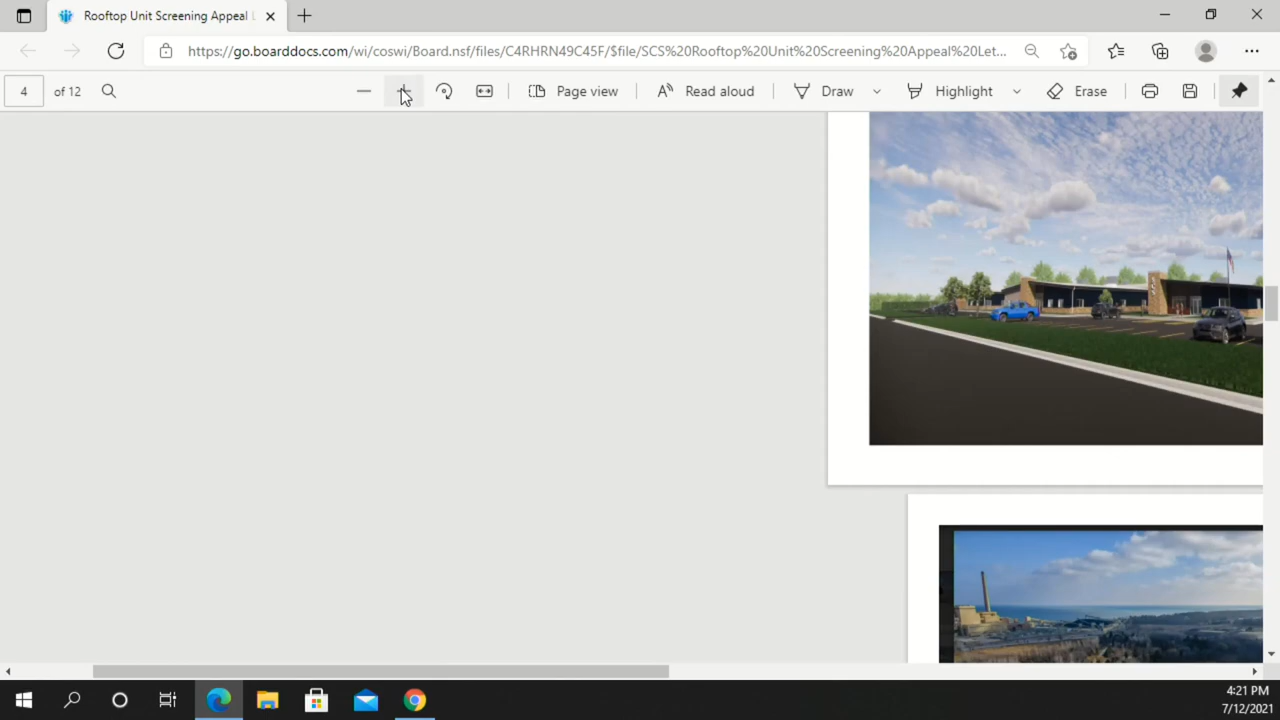 Rooftop Unit Screening Appeal L
https://go.boarddocs.com/wi/coswi/Board.nsf/files/C4RHRN49C45F/$file/SCS%20Rooftop%20Unit%20Screening%20Appeal%20Let...
4 of 12
Page view
Read aloud
Draw
Highlight
Erase
4:21 PM
7/12/2021